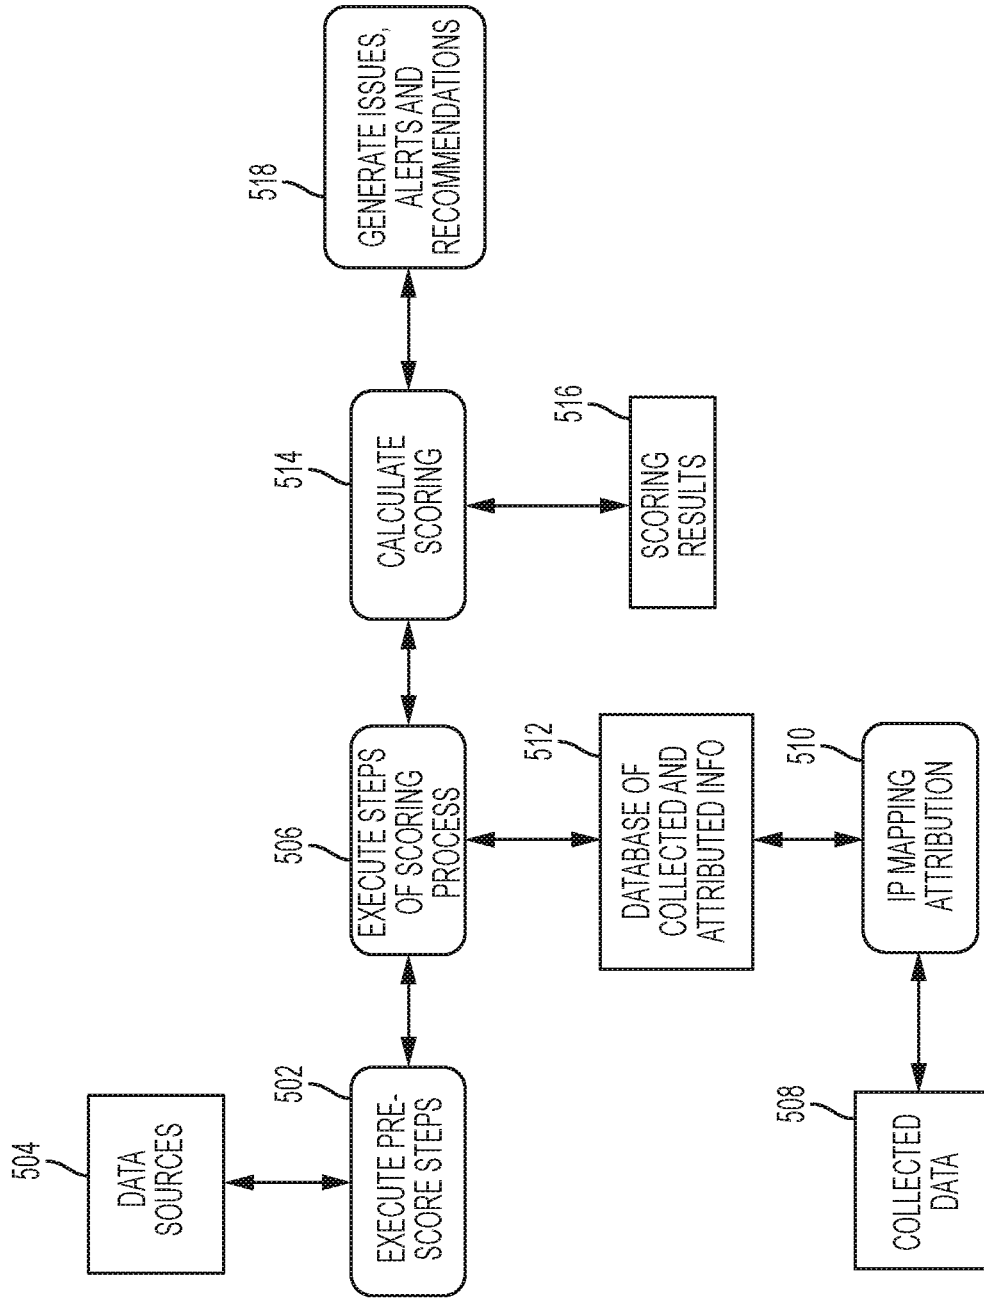 504
DATA
SOURCES
502
EXECUTE PRE-
SCORE STEPS
506
EXECUTE STEPS
OF SCORING
PROCESS
514
CALCULATE
SCORING
518
GENERATE ISSUES,
ALERTS AND
RECOMMENDATIONS
516
SCORING
RESULTS
512
DATABASE OF
COLLECTED AND
ATTRIBUTED INFO
510
IP MAPPING
ATTRIBUTION
508
COLLECTED
DATA